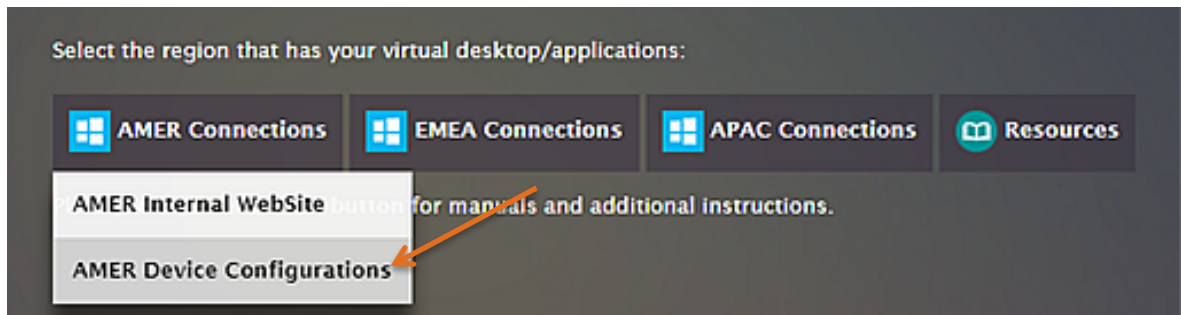 Select the region that has your virtual desktop/applications:
AMER Connections EMEA Connections APAC Connections Resources
AMER Internal WebSite
button for manuals and additional instructions.
AMER Device Configurations